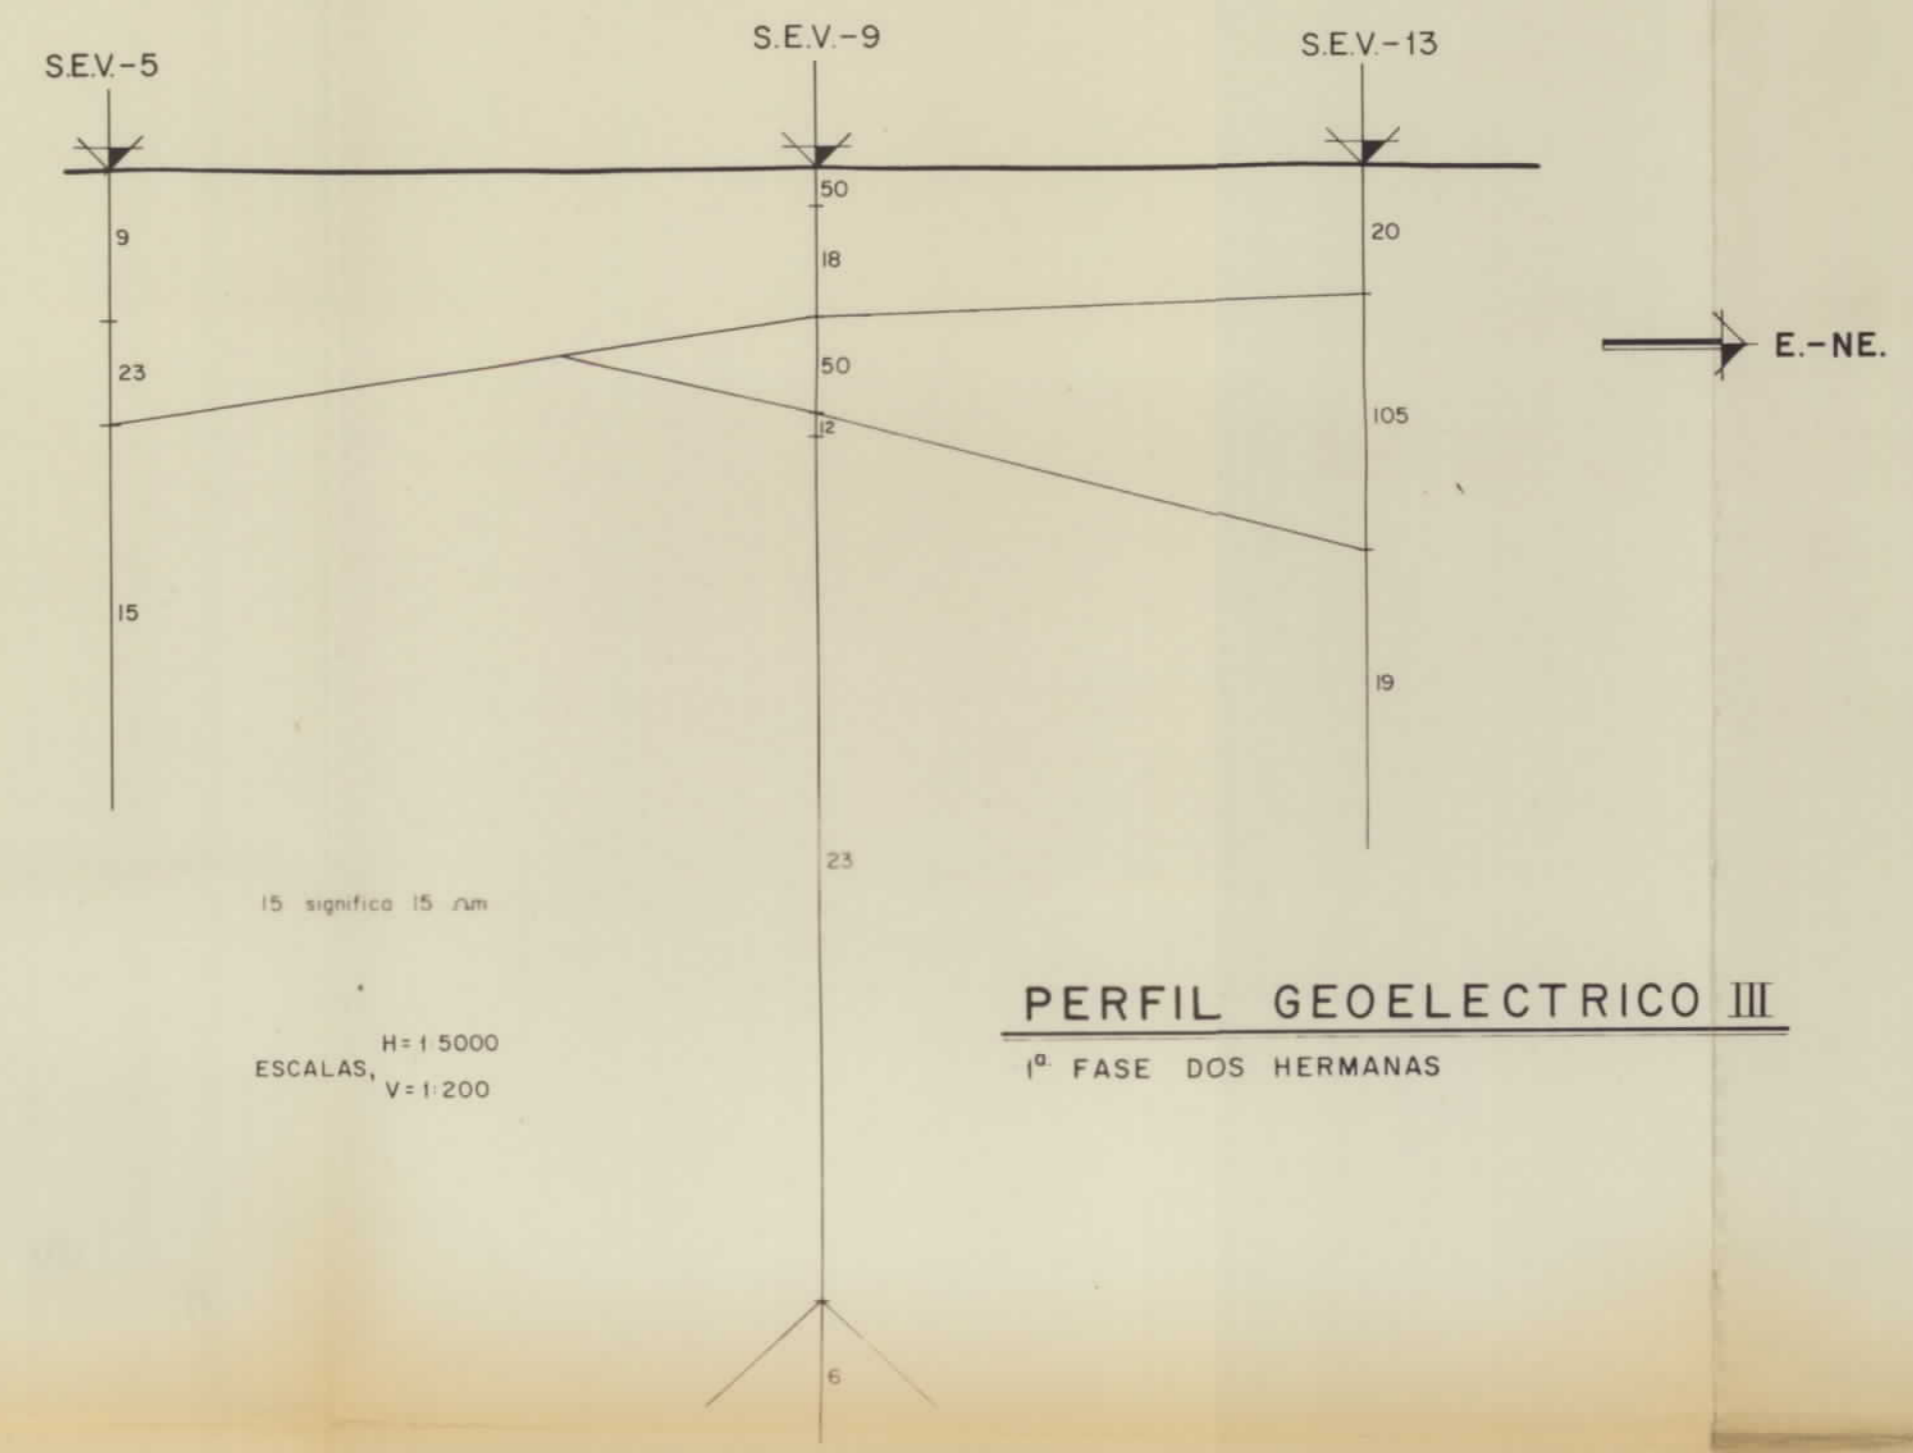 S.E.V.-5
S.E.V.-9
S.E.V.-13
50
9
20
18
E.-NE.
50
23
105
12
15
19
23
15 significa 15 Ωm
PERFIL GEOELECTRICO III
ESCALAS, H= 1 5000
V= 1:200
1ª. FASE DOS HERMANAS
6